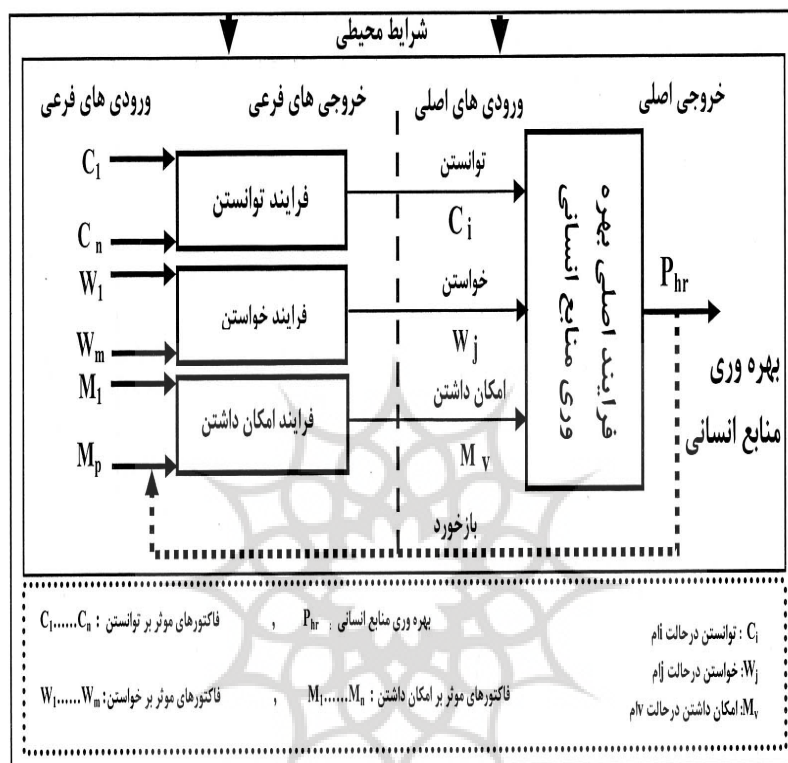 شرایط محیطی
خروجی اصلی
ورودی های اصلی
خروجی های فرعی
ورودی های فرعی
C1
Cn
فرایند توانستن
توانستن
Ci
W1
Wm
فرایند خواستن
خواستن
Wj
M1
Mp
فرایند امکان داشتن
امکان داشتن
Mv
فرایند اصلی بهره
وری منابع انسانی
Phr
بهره وری
منابع انسانی
بازخورد
Ci : توانستن درحالت iام
Wj: خواستن درحالت jام
Mv: امکان داشتن درحالت vام
بهره وری منابع انسانی : Phr , فاکتورهای موثر بر توانستن : C1......Cn
فاکتورهای موثر بر امکان داشتن : M1......Mn , فاکتورهای موثر بر خواستن: W1......Wm